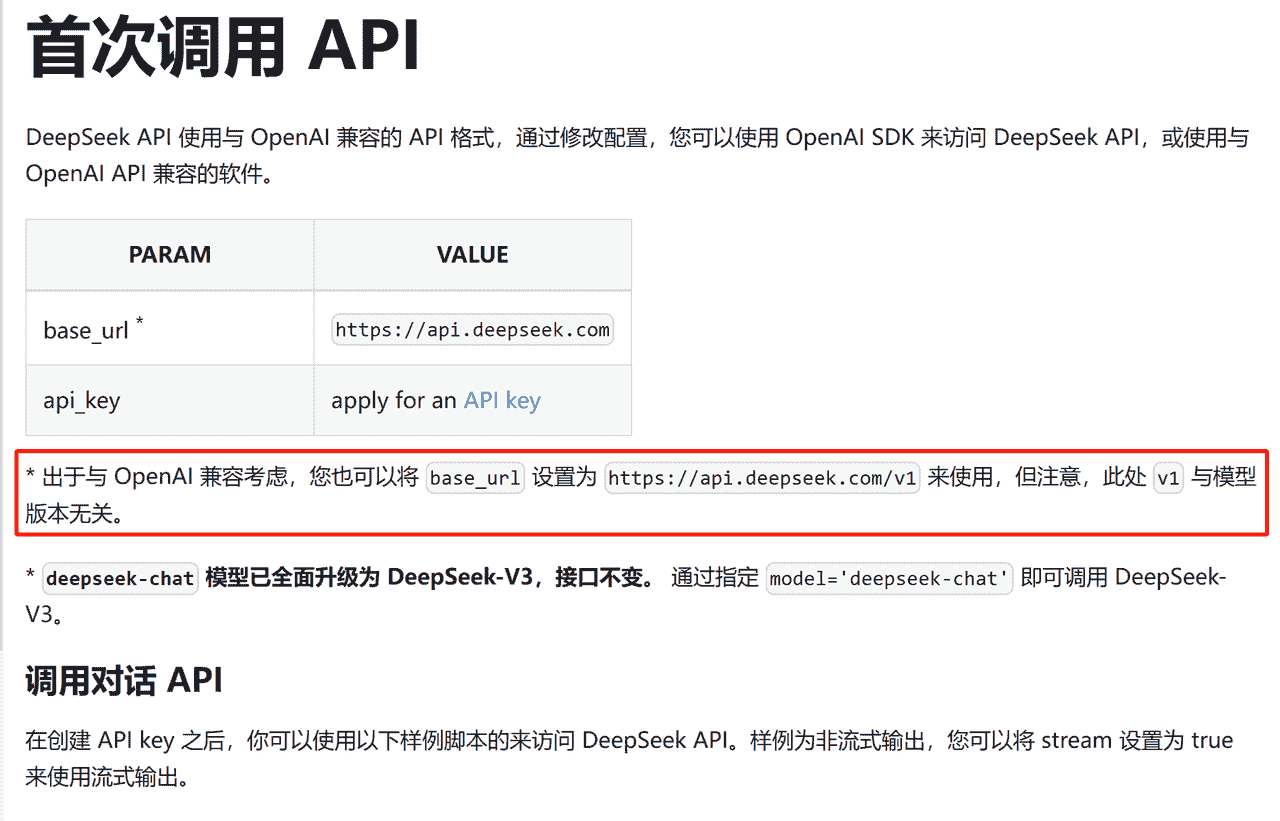 首次调用 API
DeepSeek API 使用与 OpenAI 兼容的 API 格式，通过修改配置，您可以使用 OpenAI SDK 来访问 DeepSeek API，或使用与
OpenAI API 兼容的软件。
PARAM VALUE
base_url * https://api.deepseek.com
api_key apply for an API key
* 出于与 OpenAI 兼容考虑，您也可以将 base_url 设置为 https://api.deepseek.com/v1 来使用，但注意，此处 v1 与模型
版本无关。
* deepseek-chat 模型已全面升级为 DeepSeek-V3，接口不变。 通过指定 model='deepseek-chat' 即可调用 DeepSeek-
V3。
调用对话 API
在创建 API key 之后，你可以使用以下样例脚本的来访问 DeepSeek API。样例为非流式输出，您可以将 stream 设置为 true
来使用流式输出。